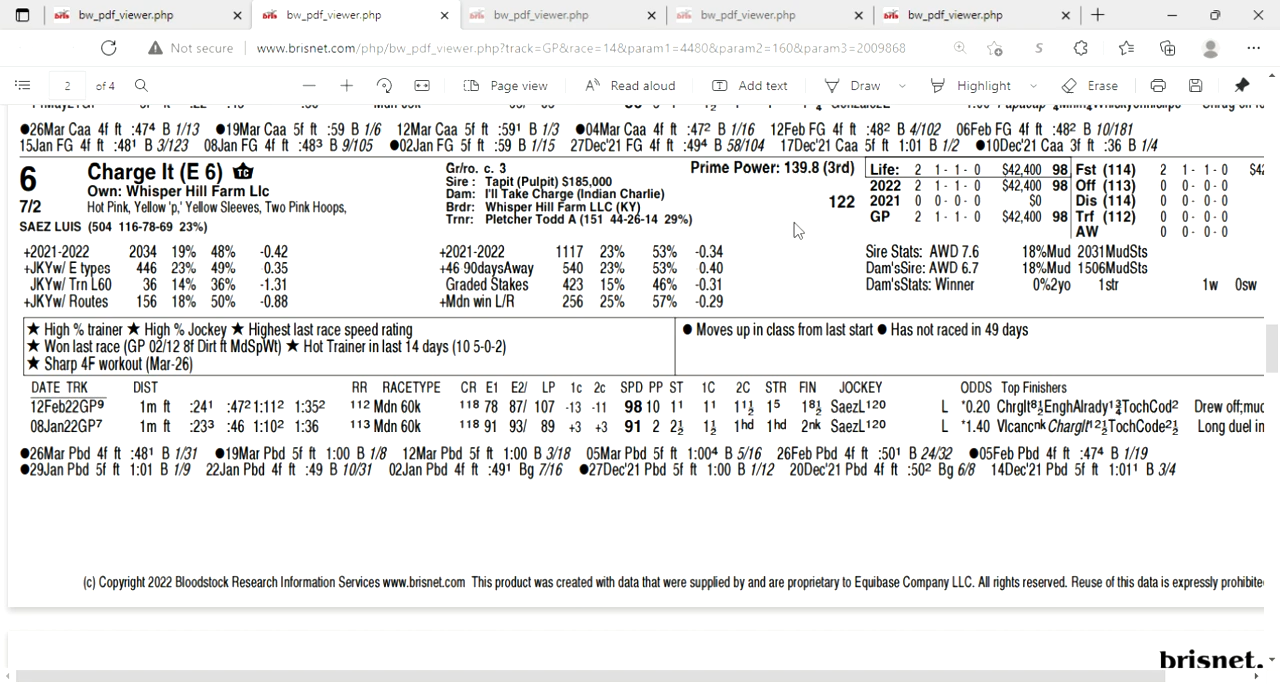 bw_pdf_viewer.php
bw_pdf_viewer.php
bw_pdf_viewer.php
bw_pdf_viewer.php
bw_pdf_viewer.php
Not secure www.brisnet.com/php/bw_pdf_viewer.php?track=GP&race=14&param1=4480&param2=160&param3=2009868
2 of 4 Page view Read aloud Add text Draw Highlight Erase
●26Mar Caa 4f ft :47⁴ B 1/13 ●19Mar Caa 5f ft :59 B 1/6 12Mar Caa 5f ft :59¹ B 1/3 ●04Mar Caa 4f ft :47² B 1/16 12Feb FG 4f ft :48² B 4/102 06Feb FG 4f ft :48² B 10/181
15Jan FG 4f ft :48¹ B 3/123 08Jan FG 4f ft :48³ B 9/105 ●02Jan FG 5f ft :59 B 1/15 27Dec'21 FG 4f ft :49⁴ B 58/104 17Dec'21 Caa 5f ft 1:01 B 1/2 ●10Dec'21 Caa 3f ft :36 B 1/4
6 Charge It (E 6)
Own: Whisper Hill Farm Llc
7/2 Hot Pink, Yellow 'p,' Yellow Sleeves, Two Pink Hoops,
SAEZ LUIS (504 116-78-69 23%)
Gr/ro. c. 3
Sire : Tapit (Pulpit) $185,000
Dam: I'll Take Charge (Indian Charlie)
Brdr: Whisper Hill Farm LLC (KY)
Trnr: Pletcher Todd A (151 44-26-14 29%)
Prime Power: 139.8 (3rd)
122
Life: 2 1- 1- 0 $42,400 98
2022 2 1- 1- 0 $42,400 98
2021 0 0- 0- 0 $0
GP 2 1- 1- 0 $42,400 98
Fst (114) 2 1- 1- 0 $42
Off (113) 0 0- 0- 0
Dis (114) 0 0- 0- 0
Trf (112) 0 0- 0- 0
AW 0 0- 0- 0
+2021-2022 2034 19% 48% -0.42
+JKYw/ E types 446 23% 49% -0.35
JKYw/ Trn L60 36 14% 36% -1.31
+JKYw/ Routes 156 18% 50% -0.88
+2021-2022 1117 23% 53% -0.34
+46 90daysAway 540 23% 53% -0.40
Graded Stakes 423 15% 46% -0.31
+Mdn win L/R 256 25% 57% -0.29
Sire Stats: AWD 7.6 18%Mud 2031MudSts
Dam'sSire: AWD 6.7 18%Mud 1506MudSts
Dam'sStats: Winner 0%2yo 1str 1w 0sw
★ High % trainer ★ High % Jockey ★ Highest last race speed rating
★ Won last race (GP 02/12 8f Dirt ft MdSpWt) ★ Hot Trainer in last 14 days (10 5-0-2)
★ Sharp 4F workout (Mar-26)
● Moves up in class from last start ● Has not raced in 49 days
DATE TRK DIST RR RACETYPE CR E1 E2/ LP 1c 2c SPD PP ST 1C 2C STR FIN JOCKEY ODDS Top Finishers
12Feb22GP⁹ 1m ft :24¹ :47² 1:11² 1:35² 112 Mdn 60k 118 78 87/ 107 -13 -11 98 10 1¹ 1¹ 1¹½ 1⁵ 1⁸½ SaezL¹²⁰ L *0.20 ChrgIt⁸½EnghAlrady¹¾TochCod² Drew off;muc
08Jan22GP⁷ 1m ft :23³ :46 1:10² 1:36 113 Mdn 60k 118 91 93/ 89 +3 +3 91 2 2½ 1½ 1hd 1hd 2nk SaezL¹²⁰ L *1.40 VlcancnkChargIt¹²½TochCode²½ Long duel in
●26Mar Pbd 4f ft :48¹ B 1/31 ●19Mar Pbd 5f ft 1:00 B 1/8 12Mar Pbd 5f ft 1:00 B 3/18 05Mar Pbd 5f ft 1:00⁴ B 5/16 26Feb Pbd 4f ft :50¹ B 24/32 ●05Feb Pbd 4f ft :47⁴ B 1/19
●29Jan Pbd 5f ft 1:01 B 1/9 22Jan Pbd 4f ft :49 B 10/31 02Jan Pbd 4f ft :49¹ Bg 7/16 ●27Dec'21 Pbd 5f ft 1:00 B 1/12 20Dec'21 Pbd 4f ft :50² Bg 6/8 14Dec'21 Pbd 5f ft 1:01¹ B 3/4
(c) Copyright 2022 Bloodstock Research Information Services www.brisnet.com This product was created with data that were supplied by and are proprietary to Equibase Company LLC. All rights reserved. Reuse of this data is expressly prohibite
brisnet.